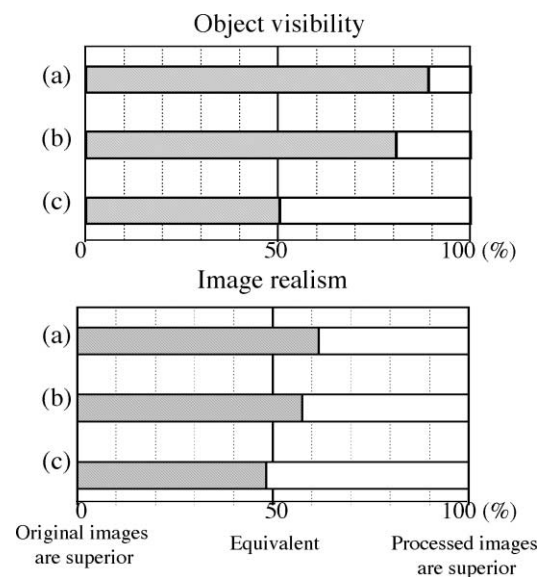 Object visibility
(a)
(b)
(c)
0 50 100 (%)
Image realism
(a)
(b)
(c)
0 50 100 (%)
Original images are superior
Equivalent
Processed images are superior